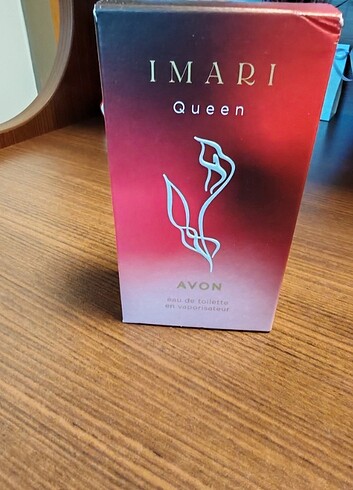 IMARI
Queen
AVON
eau de toilette
en vaporisateur